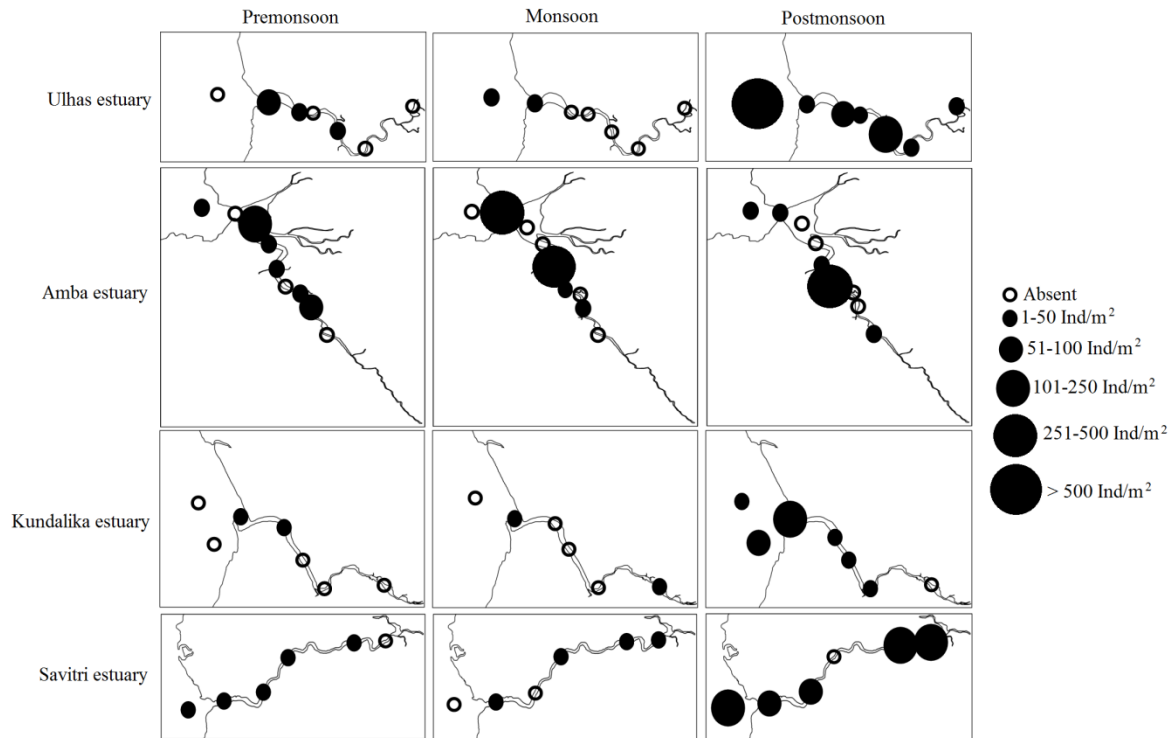 Premonsoon
Monsoon
Postmonsoon
Ulhas estuary
Amba estuary
Kundalika estuary
Savitri estuary
Absent
1-50 Ind/m²
51-100 Ind/m²
101-250 Ind/m²
251-500 Ind/m²
> 500 Ind/m²